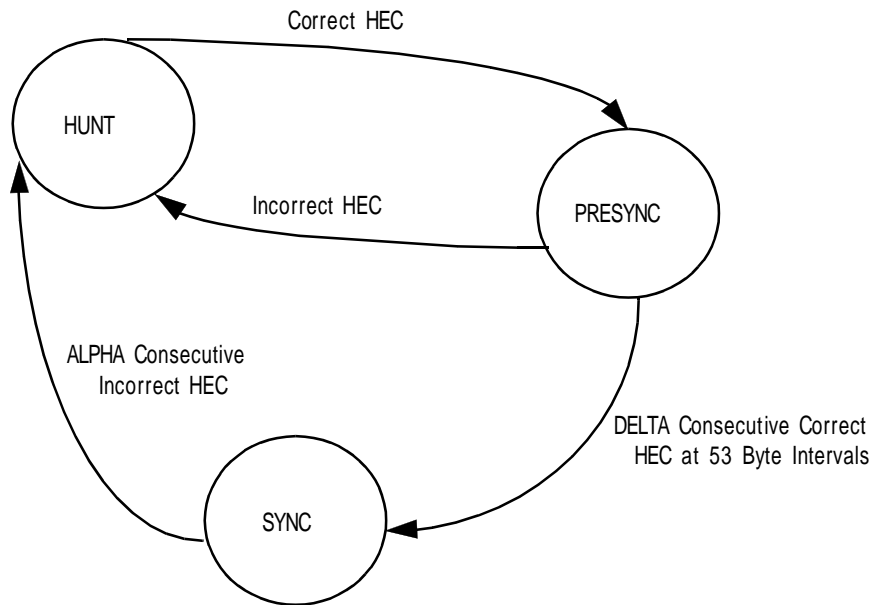 Correct HEC
HUNT
Incorrect HEC
PRESYNC
ALPHA Consecutive
Incorrect HEC
DELTA Consecutive Correct
HEC at 53 Byte Intervals
SYNC